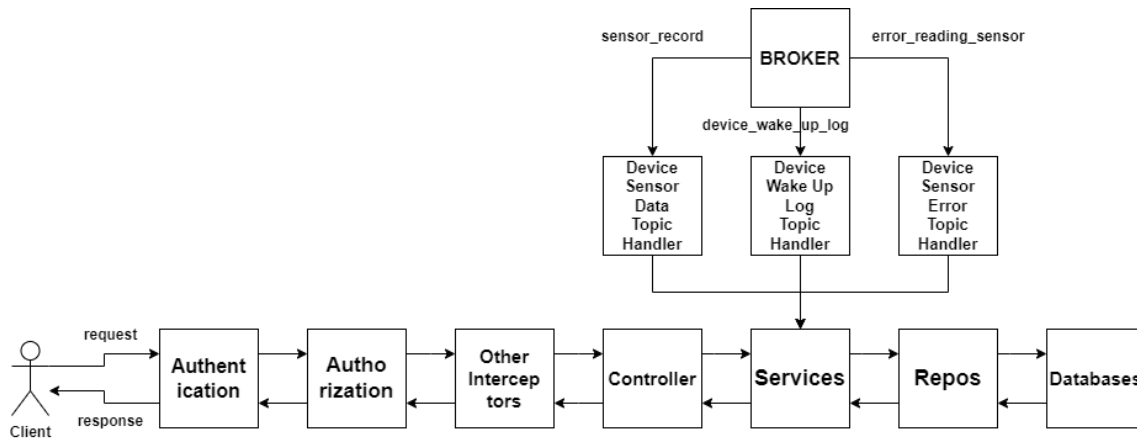 sensor_record
BROKER
error_reading_sensor
device_wake_up_log
Device
Sensor
Data
Topic
Handler
Device
Wake Up
Log
Topic
Handler
Device
Sensor
Error
Topic
Handler
request
Authent
ication
Autho
rization
Other
Intercep
tors
Controller
Services
Repos
Databases
response
Client